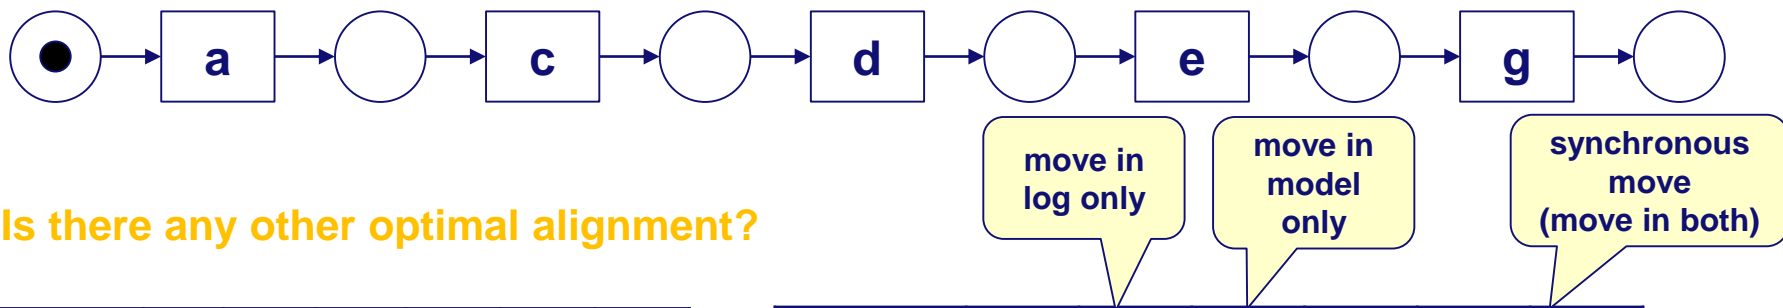 a c d e g
move in
log only
move in
model
only
synchronous
move
(move in both)
Is there any other optimal alignment?